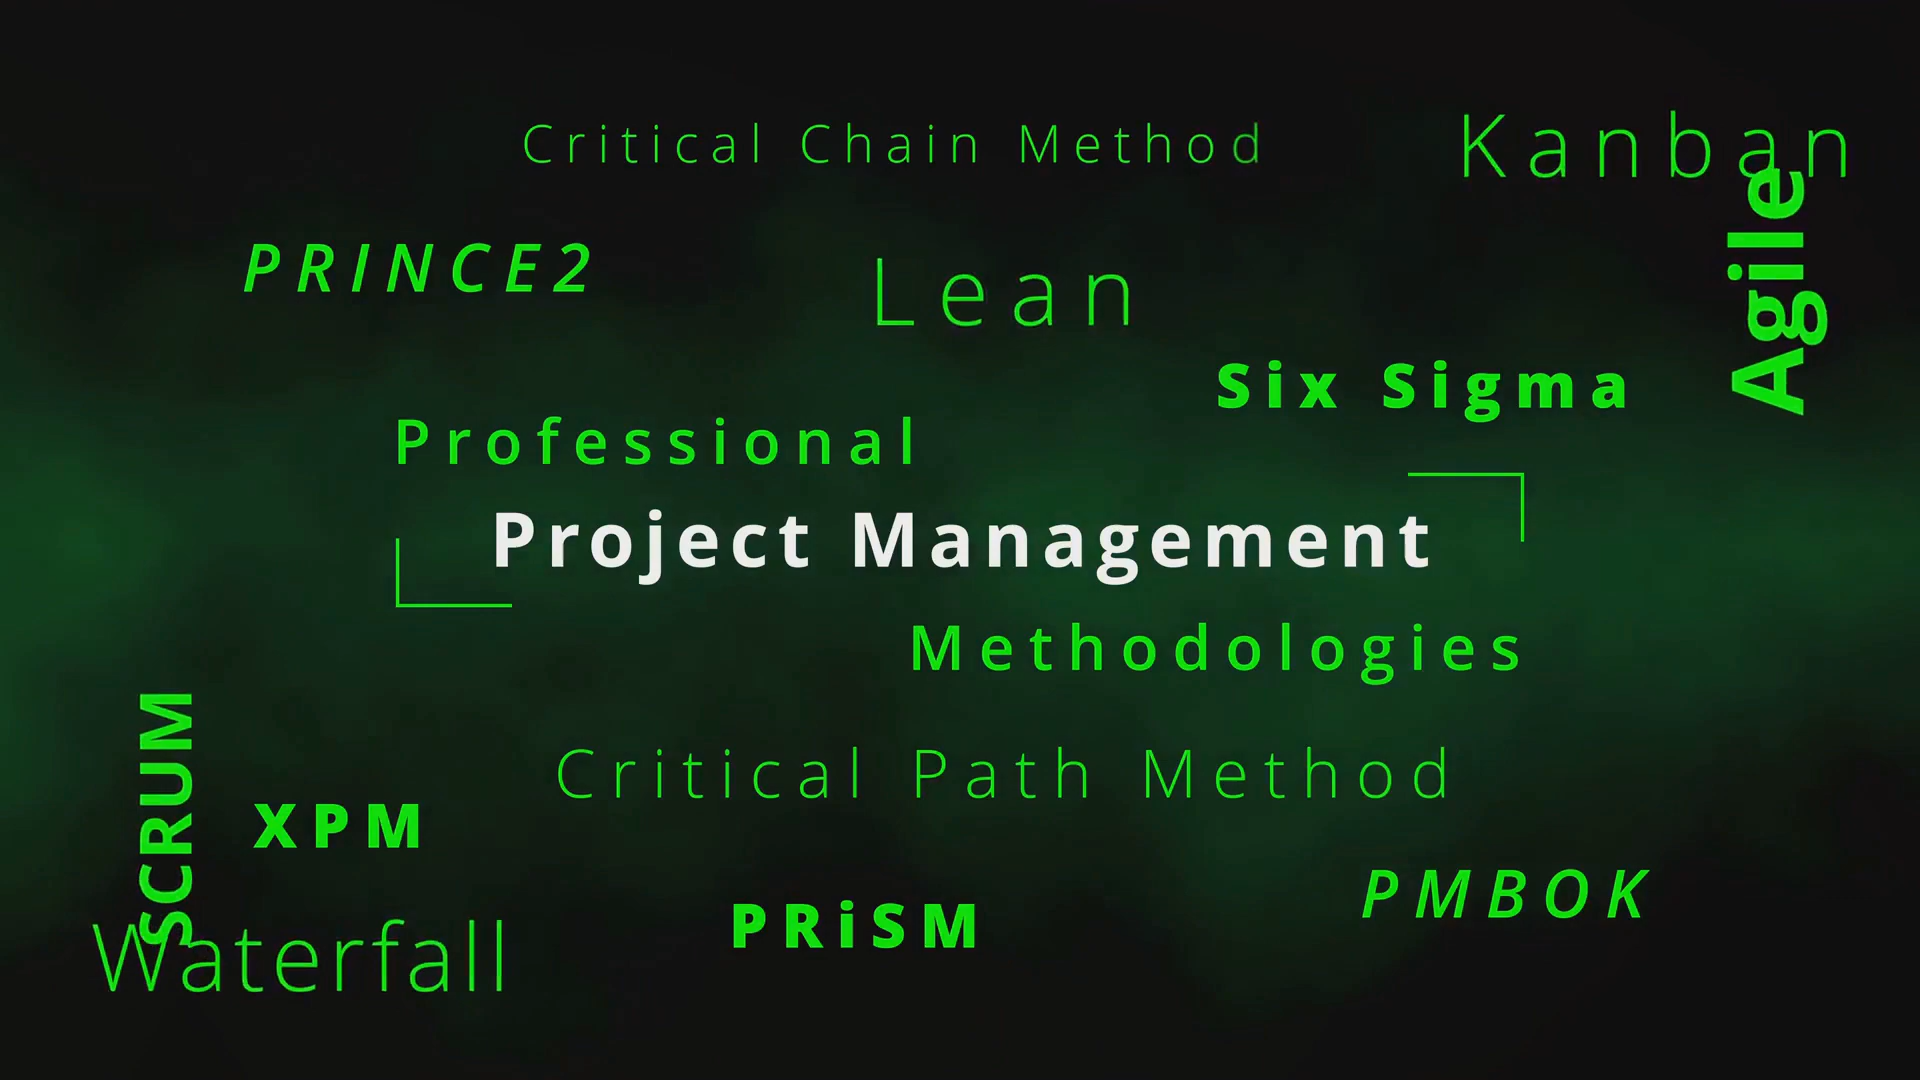 Critical Chain Method
Kanban
Agile
PRINCE2
Lean
Six Sigma
Professional
Project Management
Methodologies
SCRUM
Critical Path Method
XPM
PMBOK
PRiSM
Waterfall